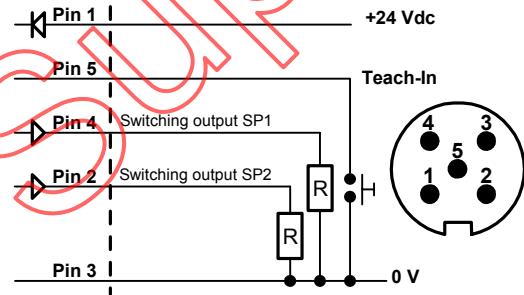 Pin 1 +24 Vdc
Pin 5 Teach-In
Pin 4 Switching output SP1
4 3
5
R
1 2
Pin 2 Switching output SP2
R
Pin 3 0 V